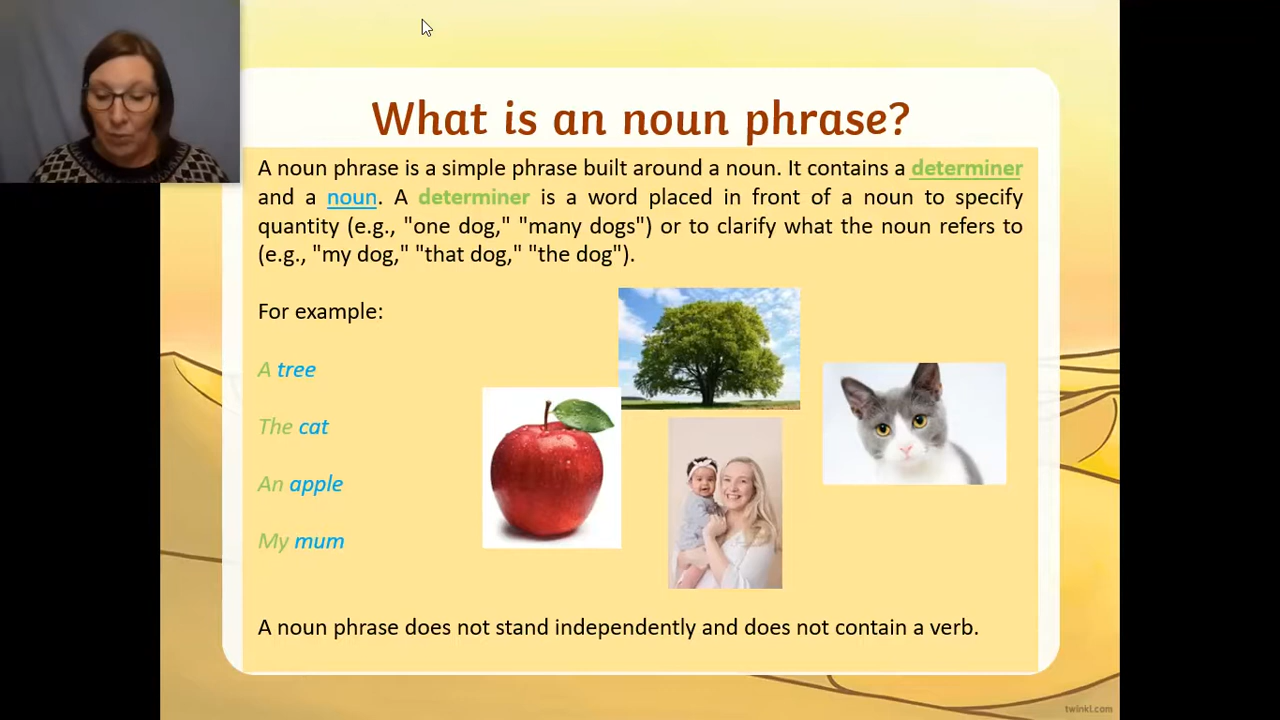 What is an noun phrase?
A noun phrase is a simple phrase built around a noun. It contains a determiner
and a noun. A determiner is a word placed in front of a noun to specify
quantity (e.g., "one dog," "many dogs") or to clarify what the noun refers to
(e.g., "my dog," "that dog," "the dog").
For example:
A tree
The cat
An apple
My mum
A noun phrase does not stand independently and does not contain a verb.
twinkl.com